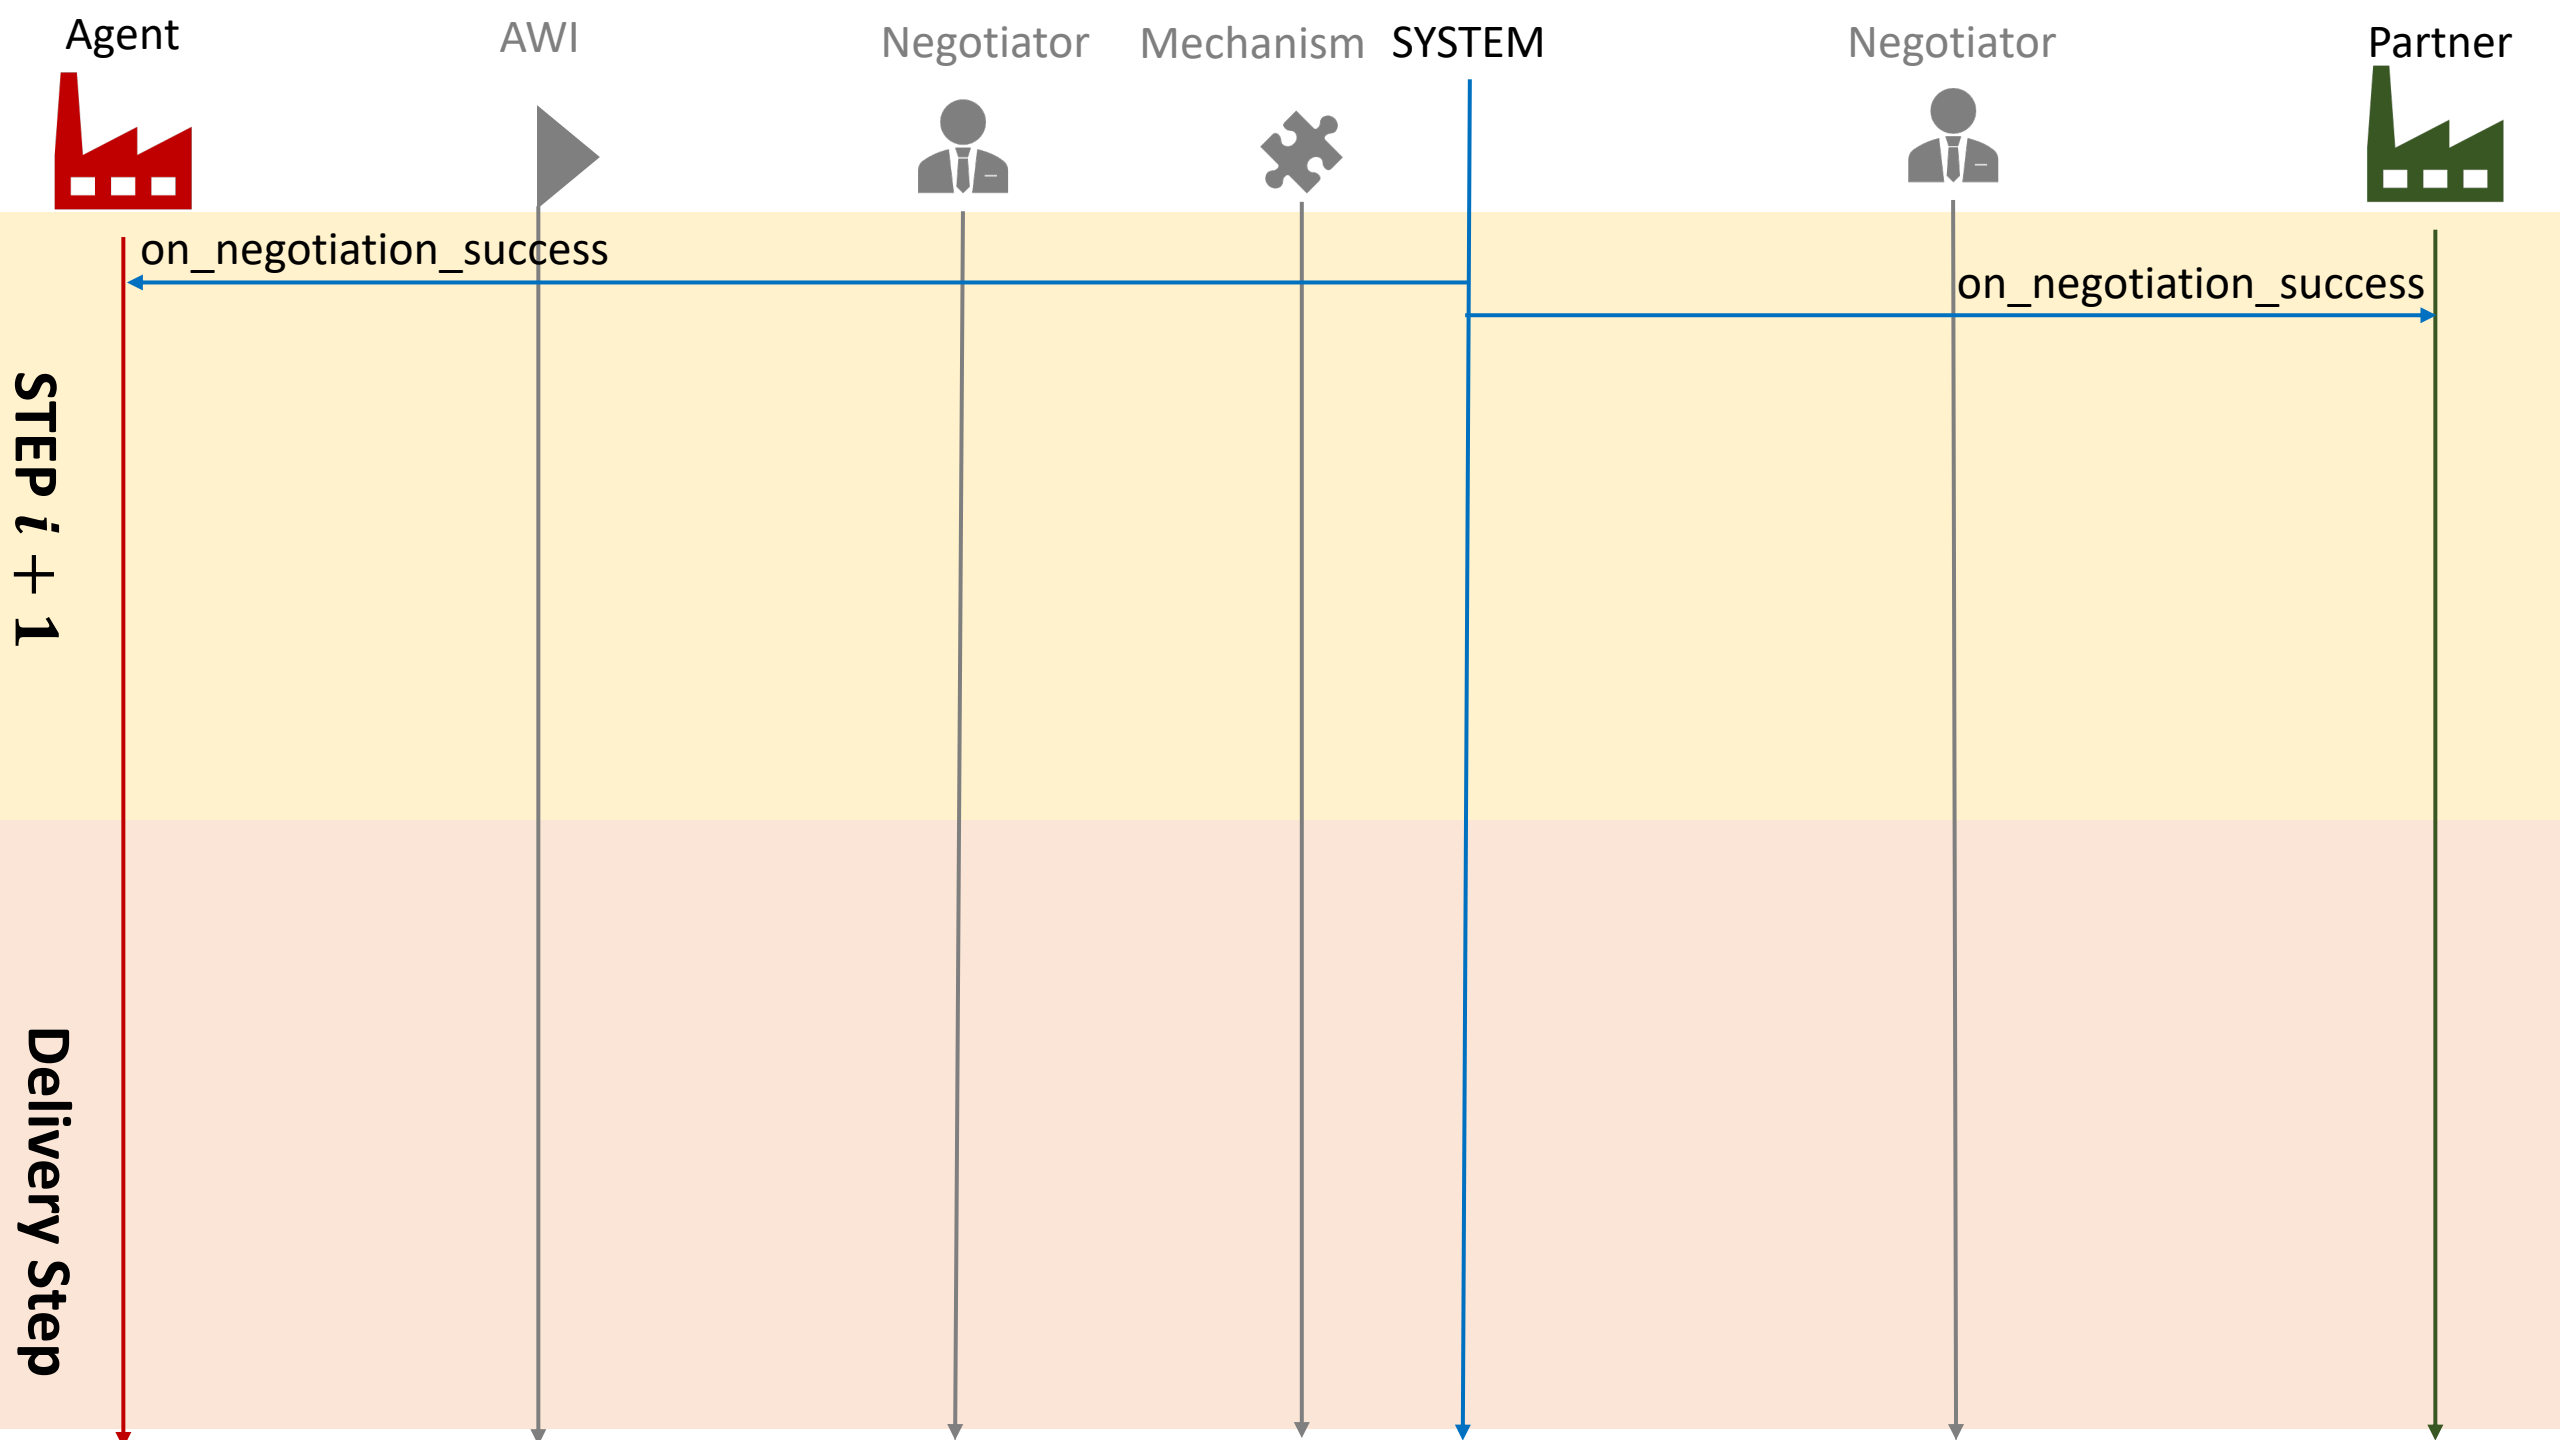 Agent
AWI
Negotiator
Mechanism
SYSTEM
Negotiator
Partner
on_negotiation_success
on_negotiation_success
STEP i + 1
Delivery Step